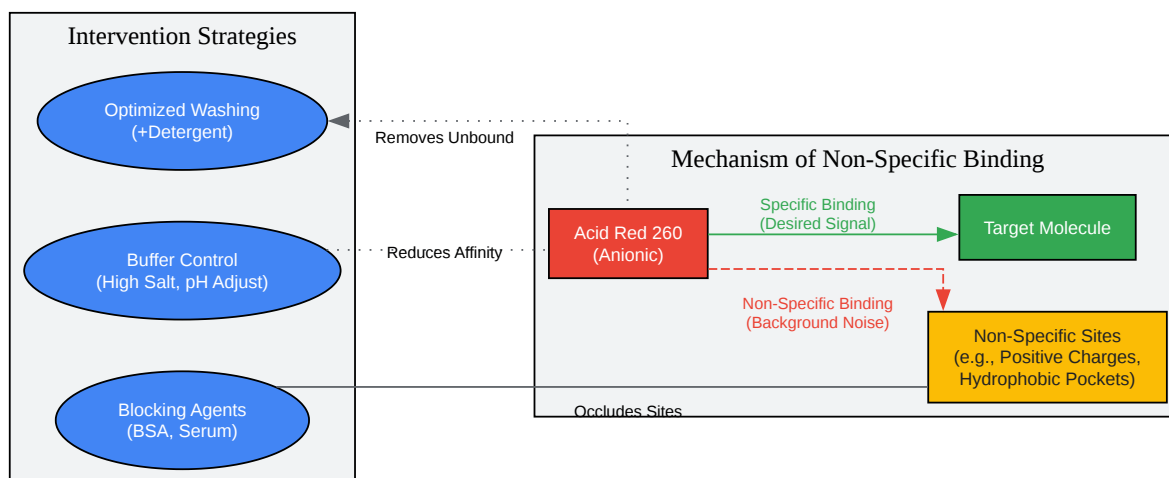 Intervention Strategies
Optimized Washing
(+Detergent)
Removes Unbound
Mechanism of Non-Specific Binding
Specific Binding
(Desired Signal)
Acid Red 260
(Anionic)
Target Molecule
Buffer Control
(High Salt, pH Adjust)
Reduces Affinity
Non-Specific Binding
(Background Noise)
Non-Specific Sites
(e.g., Positive Charges,
Hydrophobic Pockets)
Blocking Agents
(BSA, Serum)
Occludes Sites